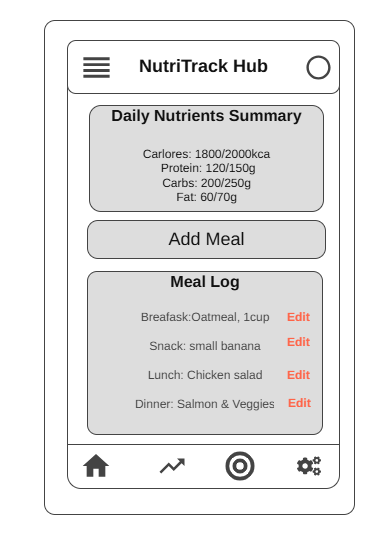 NutriTrack Hub
Daily Nutrients Summary
Carlores: 1800/2000kca
Protein: 120/150g
Carbs: 200/250g
Fat: 60/70g
Add Meal
Meal Log
Breafask:Oatmeal, 1cup Edit
Snack: small banana Edit
Lunch: Chicken salad Edit
Dinner: Salmon & Veggies Edit